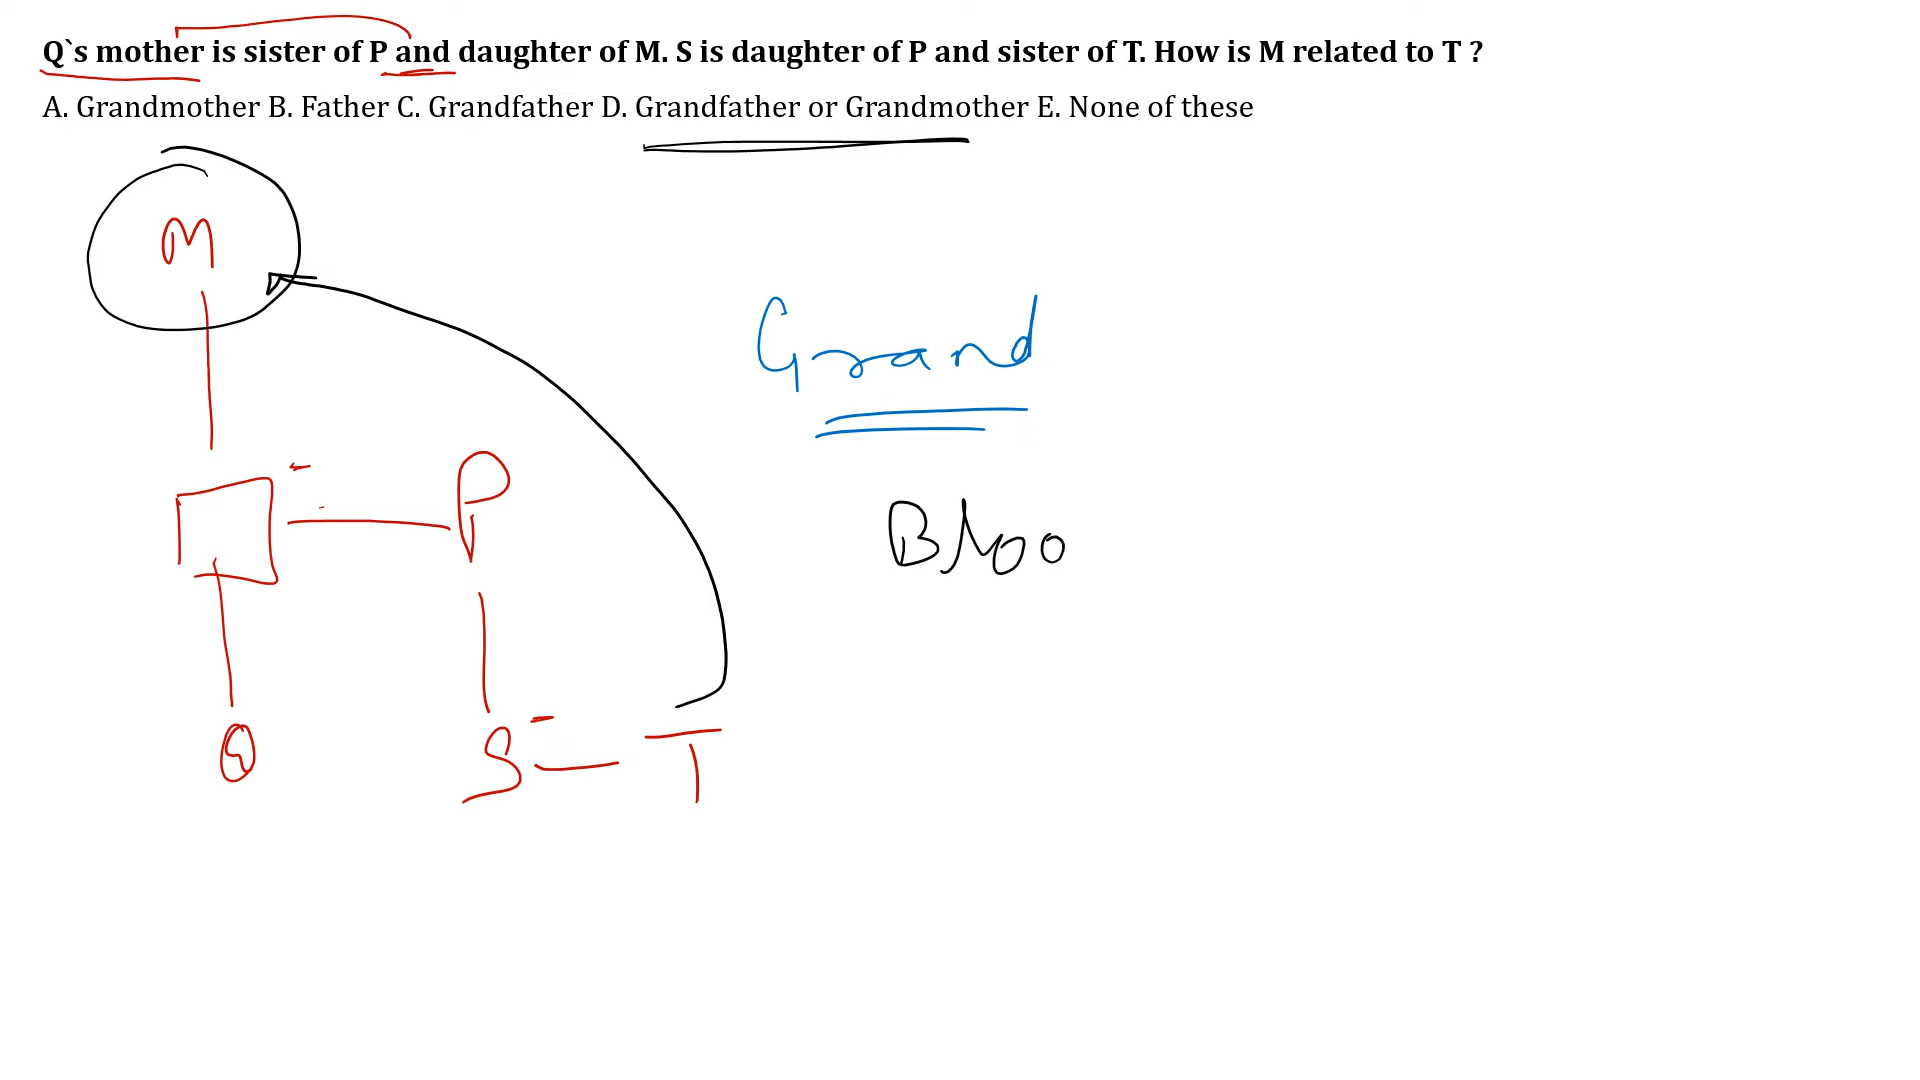 Q`s mother is sister of P and daughter of M. S is daughter of P and sister of T. How is M related to T ?
A. Grandmother B. Father C. Grandfather D. Grandfather or Grandmother E. None of these
M
Grand
P
Bloo
Q
S
T